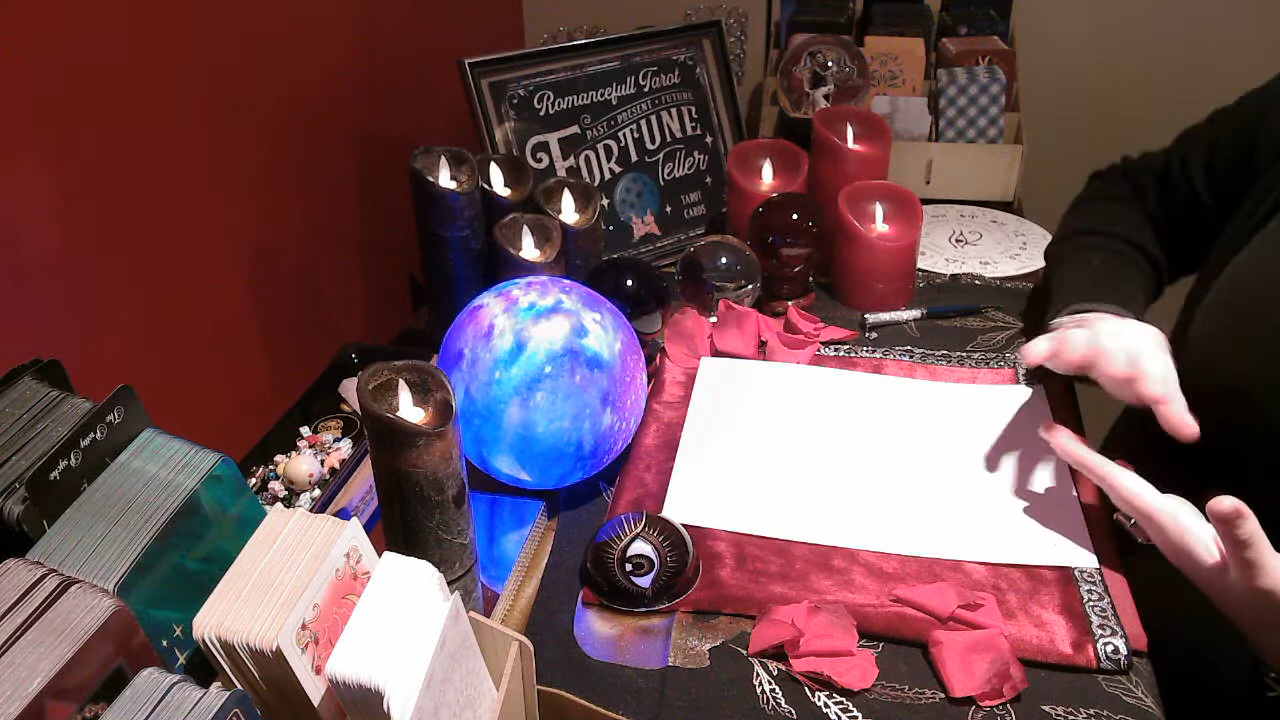 Romancefull Tarot
PAST • PRESENT • FUTURE
FORTUNE
Teller
TAROT
CARDS